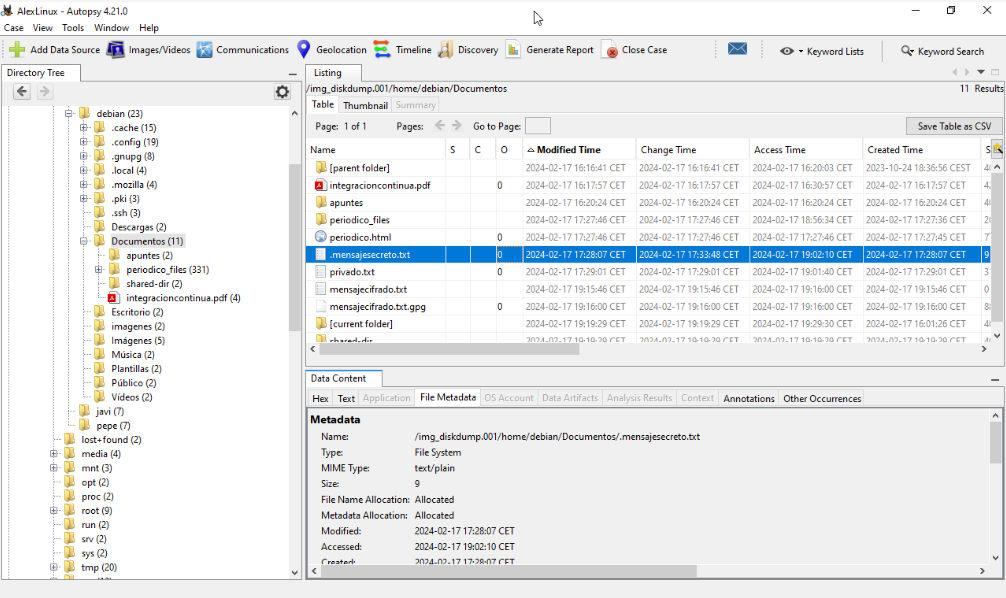 AlexLinux - Autopsy 4.21.0
Case View Tools Window Help
Add Data Source Images/Videos Communications Geolocation Timeline Discovery Generate Report Close Case Keyword Lists Keyword Search
Directory Tree
debian (23)
.cache (15)
.config (19)
.gnupg (8)
.local (4)
.mozilla (4)
.pki (3)
.ssh (3)
Descargas (2)
Documentos (11)
apuntes (2)
periodico_files (331)
shared-dir (2)
integracioncontinua.pdf (4)
Escritorio (2)
imagenes (2)
Imágenes (5)
Música (2)
Plantillas (2)
Público (2)
Vídeos (2)
javi (7)
pepe (7)
lost+found (2)
media (4)
mnt (3)
opt (2)
proc (2)
root (9)
run (2)
srv (2)
sys (2)
tmp (20)
Listing
/img_diskdump.001/home/debian/Documentos 11 Results
Table Thumbnail Summary
Page: 1 of 1 Pages: Go to Page: Save Table as CSV
Name S C O Modified Time Change Time Access Time Created Time S
[parent folder] 2024-02-17 16:16:41 CET 2024-02-17 16:16:41 CET 2024-02-17 16:20:03 CET 2023-10-24 18:36:56 CEST
integracioncontinua.pdf 0 2024-02-17 16:17:57 CET 2024-02-17 16:17:57 CET 2024-02-17 16:30:57 CET 2024-02-17 16:17:57 CET
apuntes 2024-02-17 16:20:24 CET 2024-02-17 16:20:24 CET 2024-02-17 16:20:24 CET 2024-02-17 16:20:24 CET
periodico_files 2024-02-17 17:27:46 CET 2024-02-17 17:27:46 CET 2024-02-17 18:56:34 CET 2024-02-17 17:27:36 CET
periodico.html 0 2024-02-17 17:27:46 CET 2024-02-17 17:27:46 CET 2024-02-17 17:27:46 CET 2024-02-17 17:27:45 CET
.mensajesecreto.txt 0 2024-02-17 17:28:07 CET 2024-02-17 17:33:48 CET 2024-02-17 19:02:10 CET 2024-02-17 17:28:07 CET 9
privado.txt 0 2024-02-17 17:29:01 CET 2024-02-17 17:29:01 CET 2024-02-17 19:01:40 CET 2024-02-17 17:29:01 CET
mensajecifrado.txt 2024-02-17 19:15:46 CET 2024-02-17 19:15:46 CET 2024-02-17 19:16:00 CET 2024-02-17 19:15:46 CET 0
mensajecifrado.txt.gpg 0 2024-02-17 19:16:00 CET 2024-02-17 19:16:00 CET 2024-02-17 19:16:00 CET 2024-02-17 19:16:00 CET
[current folder] 2024-02-17 19:19:29 CET 2024-02-17 19:19:29 CET 2024-02-17 19:29:30 CET 2024-02-17 16:01:26 CET
shared-dir 2024-02-17 19:19:29 CET 2024-02-17 19:19:29 CET 2024-02-17 19:19:29 CET 2024-02-17 19:19:29 CET
Data Content
Hex Text Application File Metadata OS Account Data Artifacts Analysis Results Context Annotations Other Occurrences
Metadata
Name: /img_diskdump.001/home/debian/Documentos/.mensajesecreto.txt
Type: File System
MIME Type: text/plain
Size: 9
File Name Allocation: Allocated
Metadata Allocation: Allocated
Modified: 2024-02-17 17:28:07 CET
Accessed: 2024-02-17 19:02:10 CET
Created: 2024-02-17 17:28:07 CET